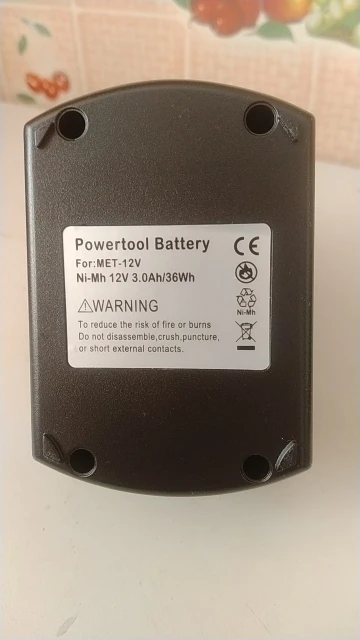 Powertool Battery
For:MET-12V
Ni-Mh 12V 3.0Ah/36Wh
CE
Ni-Mh
⚠WARNING
To reduce the risk of fire or burns
Do not disassemble,crush,puncture,
or short external contacts.